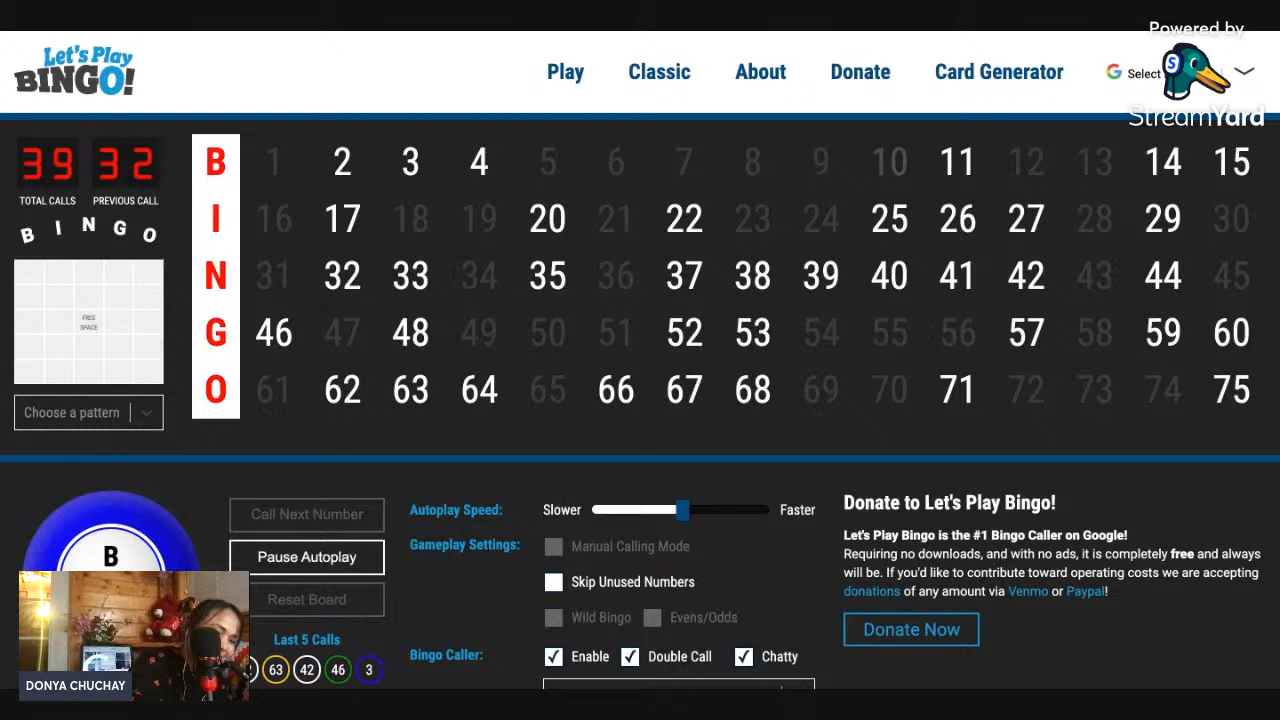 Powered by
StreamYard
Let's Play
BINGO!
Play Classic About Donate Card Generator
Select
39 32
TOTAL CALLS PREVIOUS CALL
B I N G O
FREE
SPACE
Choose a pattern
B 1 2 3 4 5 6 7 8 9 10 11 12 13 14 15
I 16 17 18 19 20 21 22 23 24 25 26 27 28 29 30
N 31 32 33 34 35 36 37 38 39 40 41 42 43 44 45
G 46 47 48 49 50 51 52 53 54 55 56 57 58 59 60
O 61 62 63 64 65 66 67 68 69 70 71 72 73 74 75
B
Call Next Number
Pause Autoplay
Reset Board
Last 5 Calls
63 42 46 3
DONYA CHUCHAY
Autoplay Speed: Slower Faster
Gameplay Settings: Manual Calling Mode
Skip Unused Numbers
Wild Bingo Evens/Odds
Bingo Caller: Enable Double Call Chatty
Donate to Let's Play Bingo!
Let's Play Bingo is the #1 Bingo Caller on Google!
Requiring no downloads, and with no ads, it is completely free and always
will be. If you'd like to contribute toward operating costs we are accepting
donations of any amount via Venmo or Paypal!
Donate Now